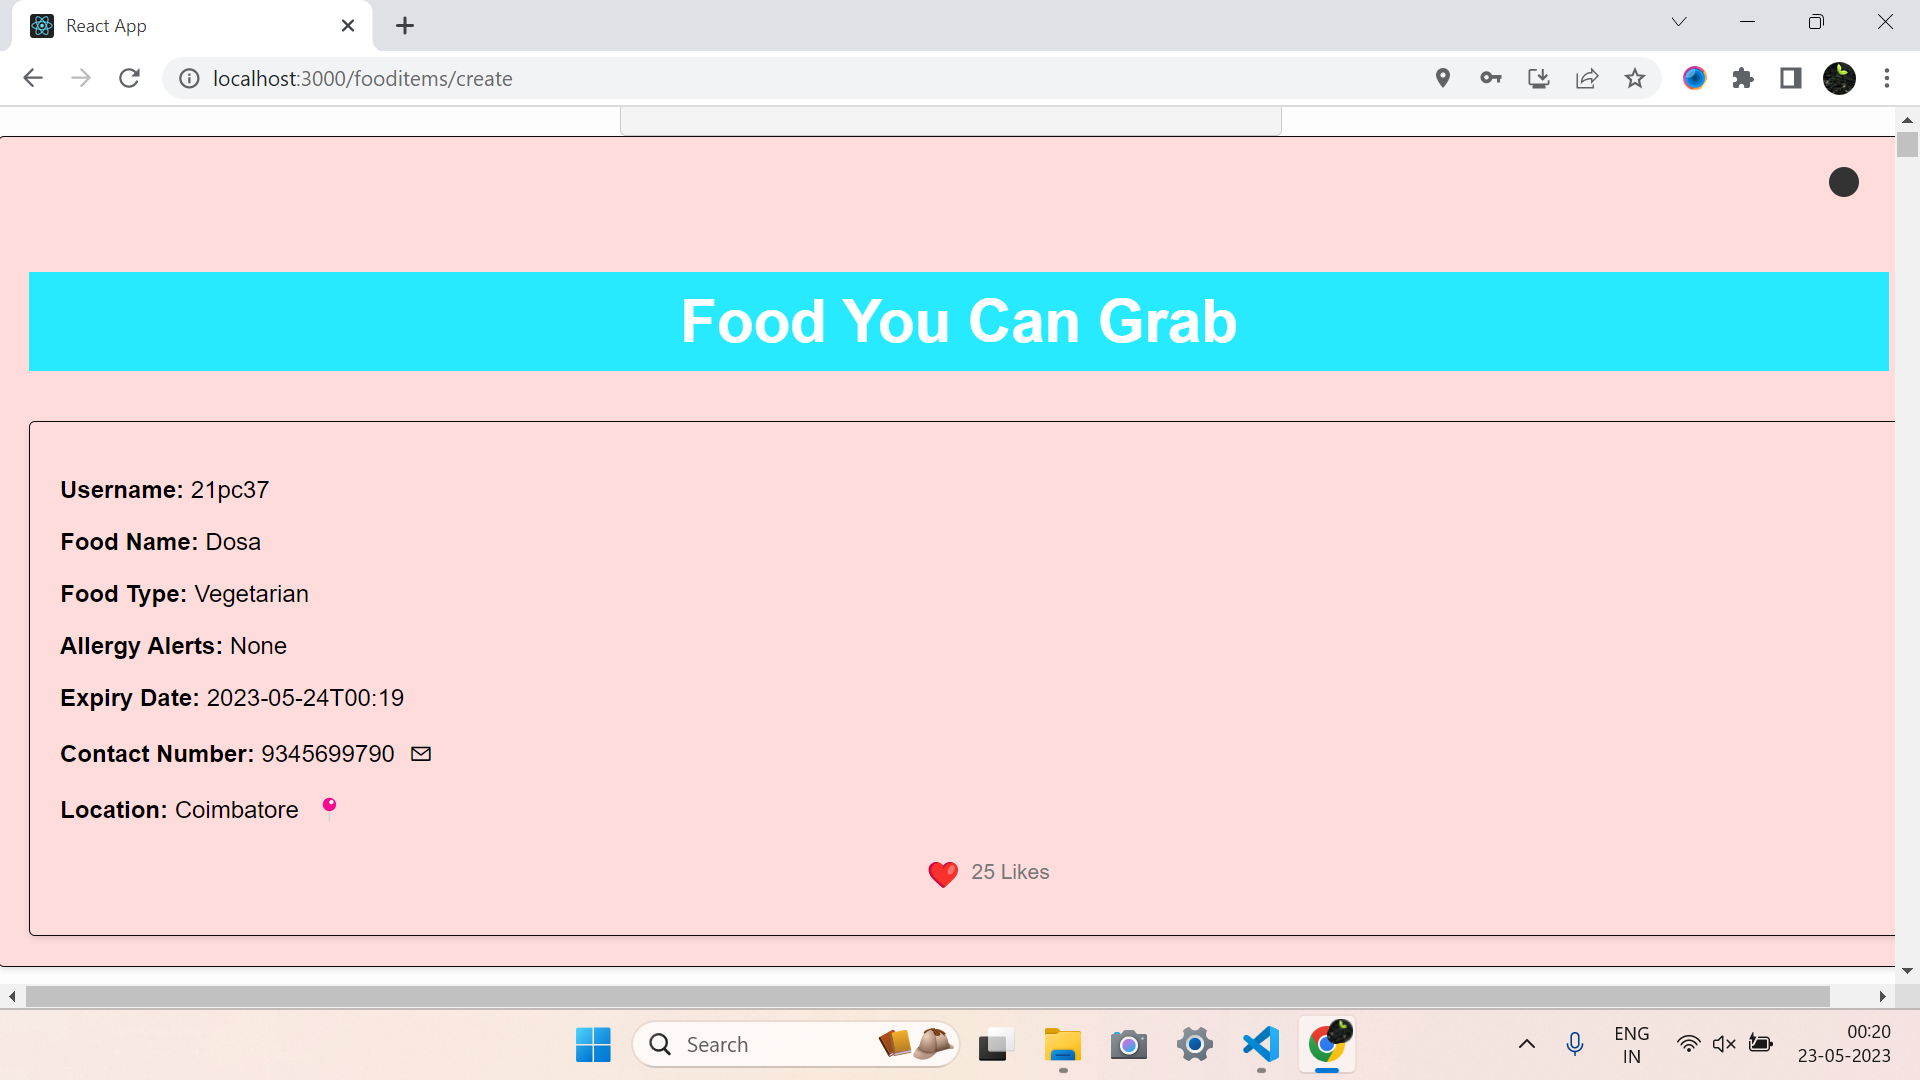 React App
localhost:3000/fooditems/create
Food You Can Grab
Username: 21pc37
Food Name: Dosa
Food Type: Vegetarian
Allergy Alerts: None
Expiry Date: 2023-05-24T00:19
Contact Number: 9345699790
Location: Coimbatore
25 Likes
Search
ENG
IN
00:20
23-05-2023